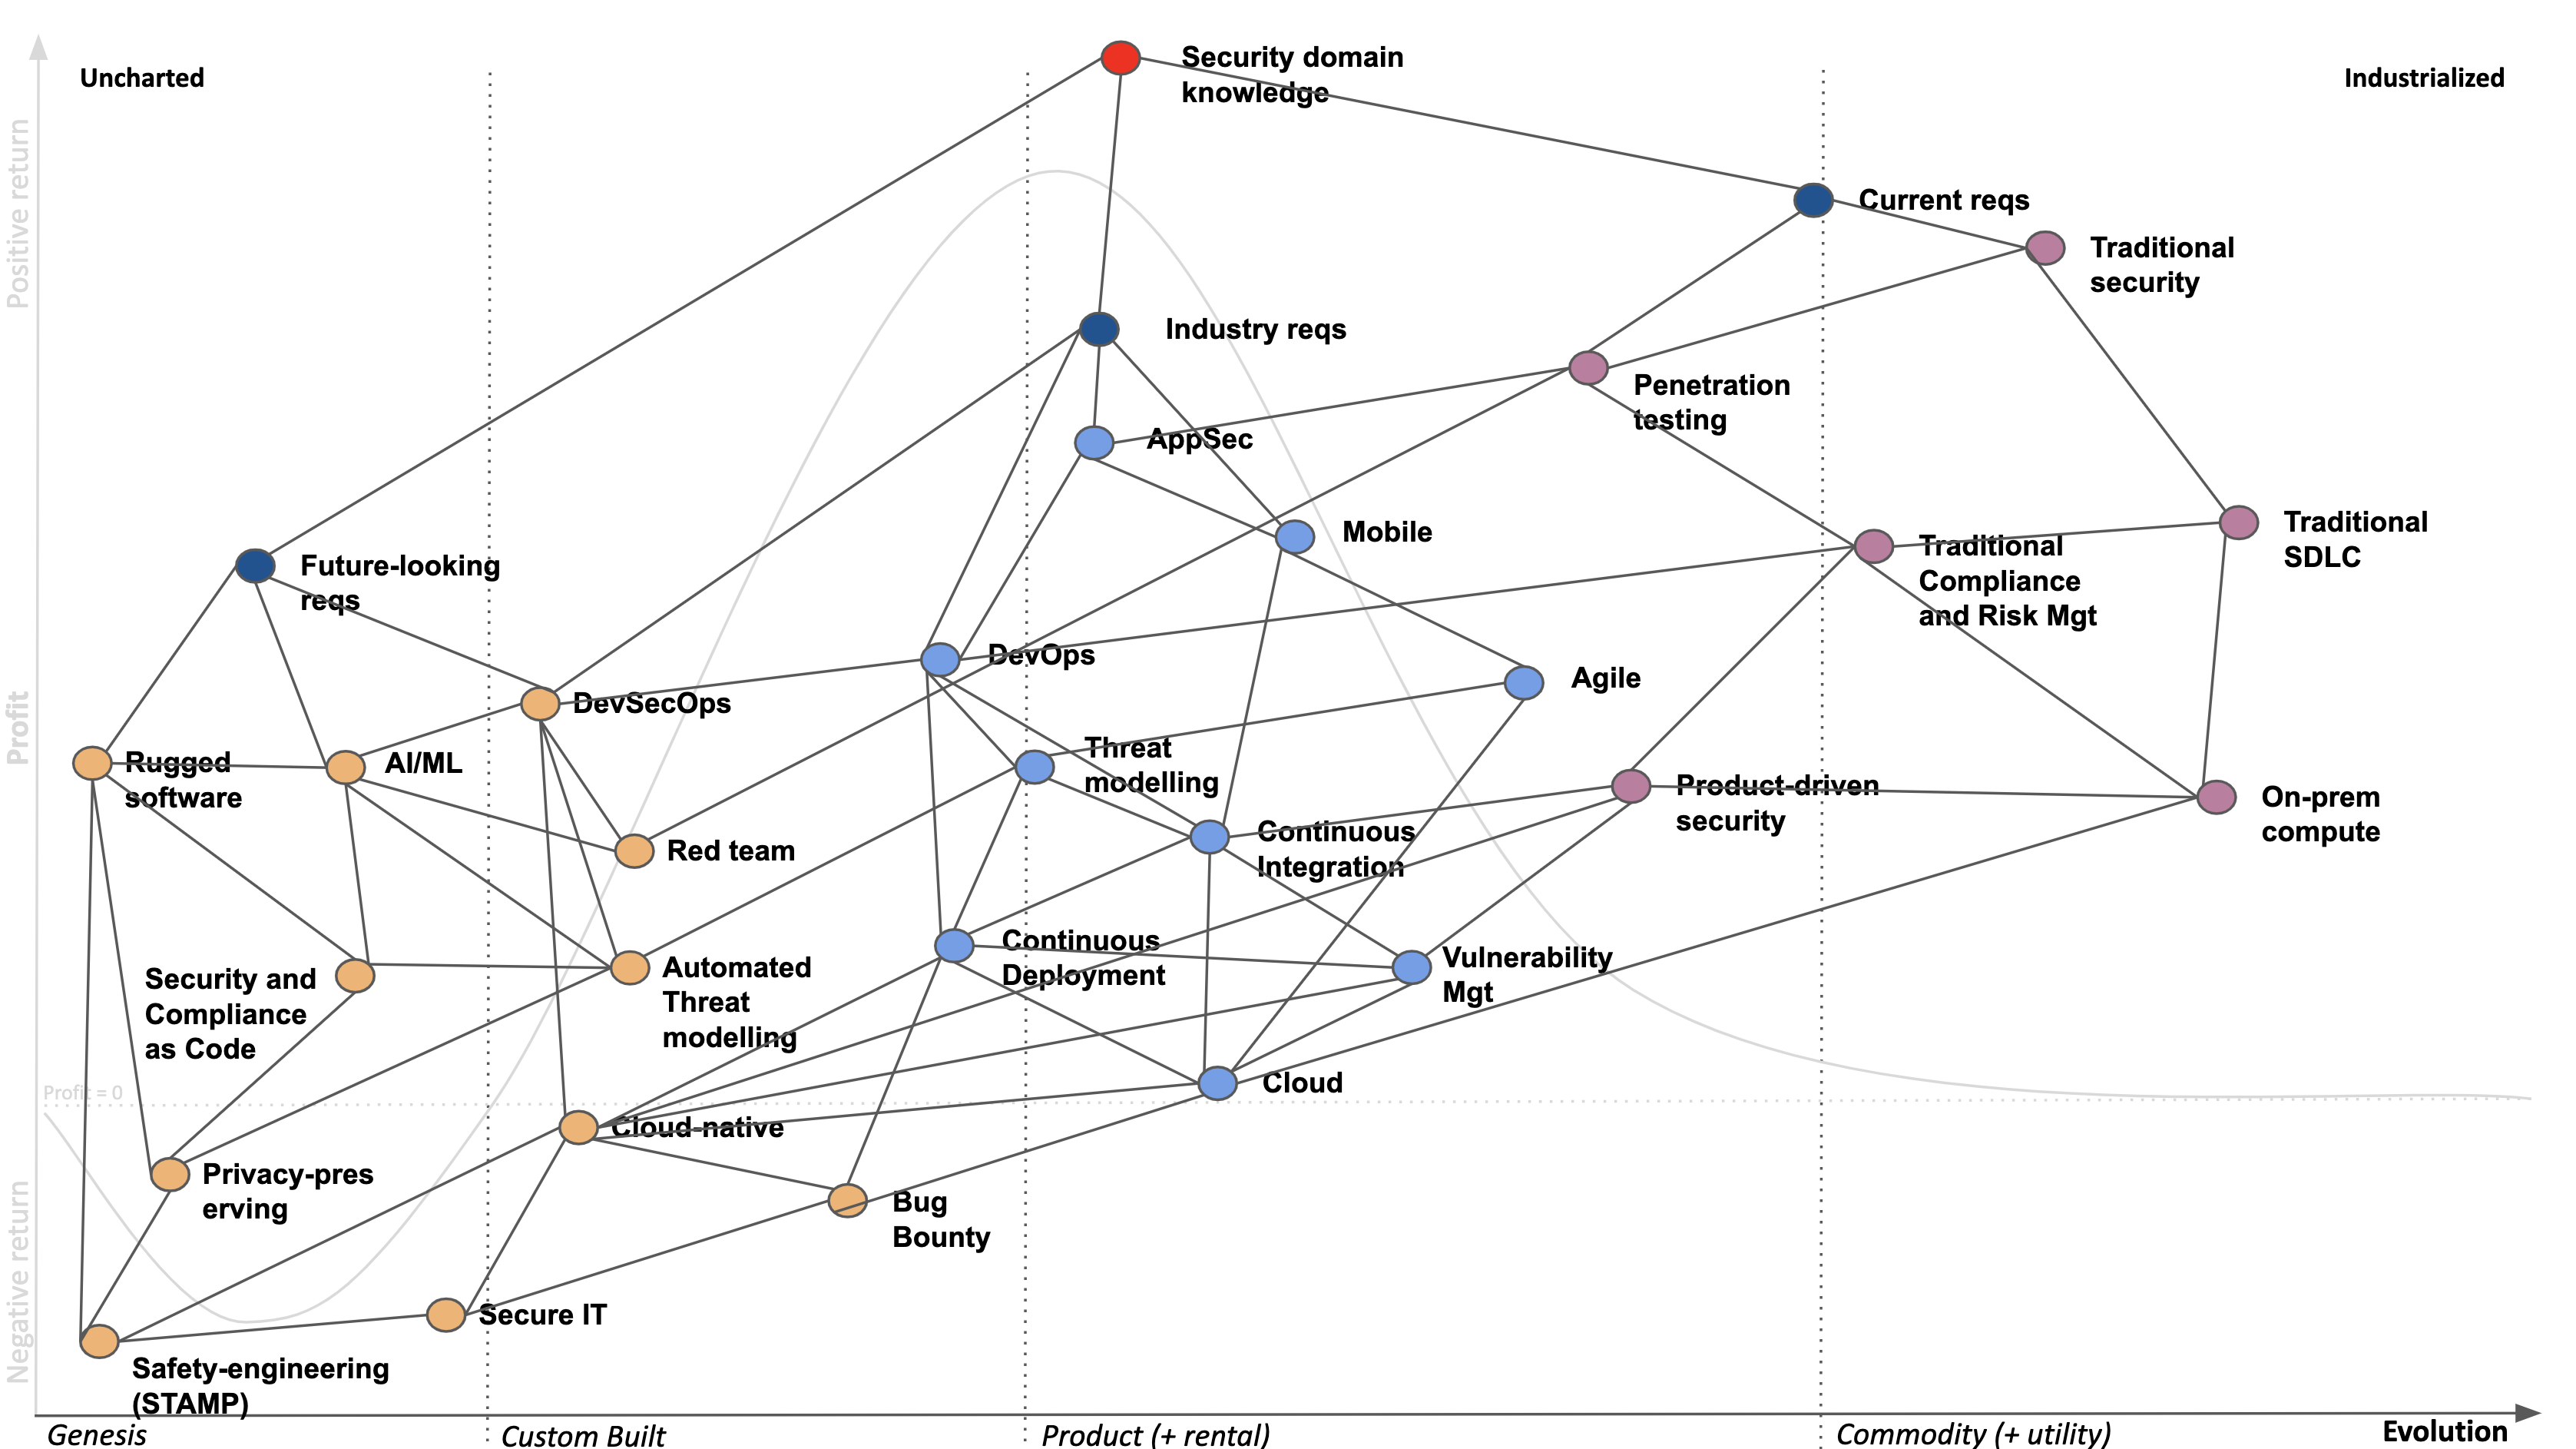 Uncharted
Security domain
knowledge
Industrialized
Positive return
Current reqs
Traditional
security
Industry reqs
Penetration
testing
AppSec
Mobile
Traditional
SDLC
Traditional
Compliance
and Risk Mgt
Future-looking
reqs
DevOps
Agile
DevSecOps
Profit
Rugged
software
AI/ML
Threat
modelling
Product-driven
security
On-prem
compute
Red team
Continuous
Integration
Continuous
Deployment
Vulnerability
Mgt
Security and
Compliance
as Code
Automated
Threat
modelling
Profit = 0
Cloud
Cloud-native
Privacy-pres
erving
Bug
Bounty
Negative return
Secure IT
Safety-engineering
(STAMP)
Genesis
Custom Built
Product (+ rental)
Commodity (+ utility)
Evolution